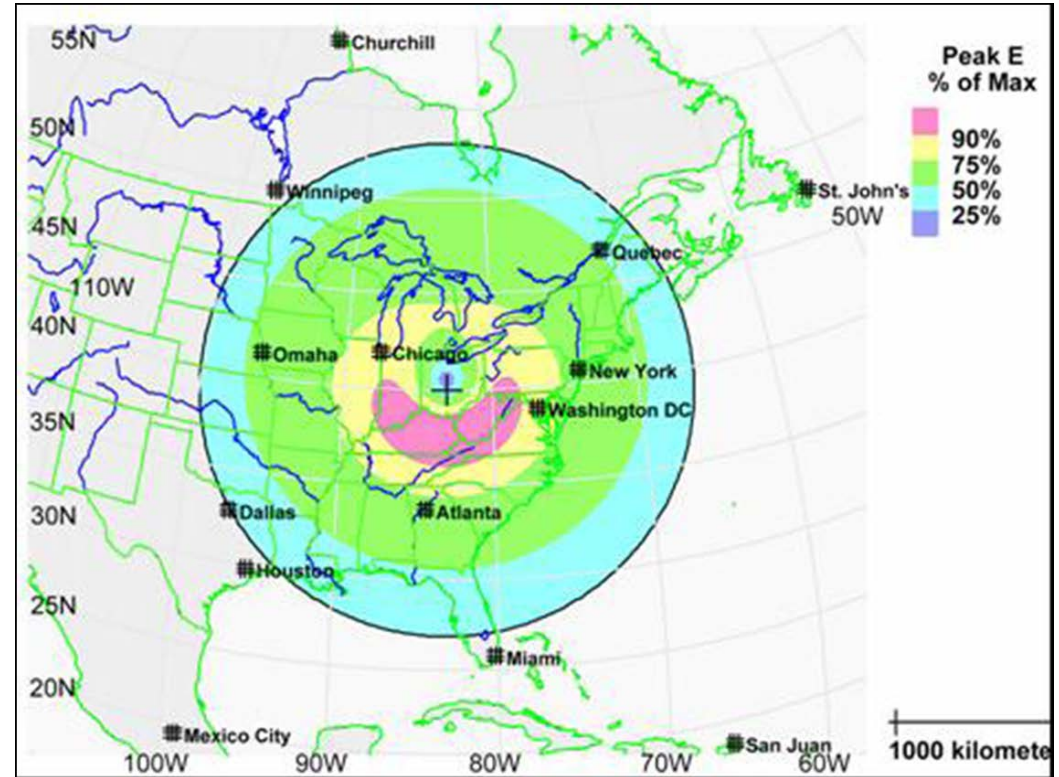 55N
Churchill
Peak E
% of Max
50N
90%
75%
50%
25%
Winnipeg
St. John's
50W
45N
Quebec
110W
40N
Omaha
Chicago
New York
Washington DC
35N
30N
Dallas
Atlanta
Houston
25N
Miami
20N
Mexico City
San Juan
1000 kilomete
100W
90W
80W
70W
60W